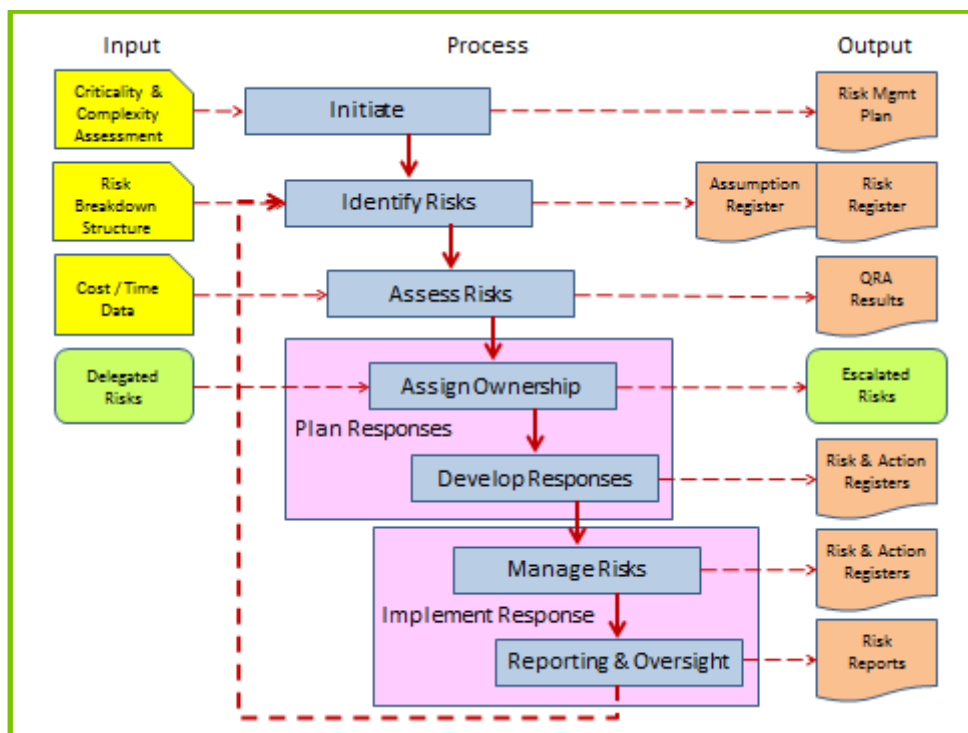 Input
Process
Output
Criticality &
Complexity
Assessment
Initiate
Risk Mgmt
Plan
Risk
Breakdown
Structure
Identify Risks
Assumption
Register
Risk
Register
Cost / Time
Data
Assess Risks
QRA
Results
Delegated
Risks
Assign Ownership
Escalated
Risks
Plan Responses
Develop Responses
Risk & Action
Registers
Manage Risks
Risk & Action
Registers
Implement Response
Reporting & Oversight
Risk
Reports